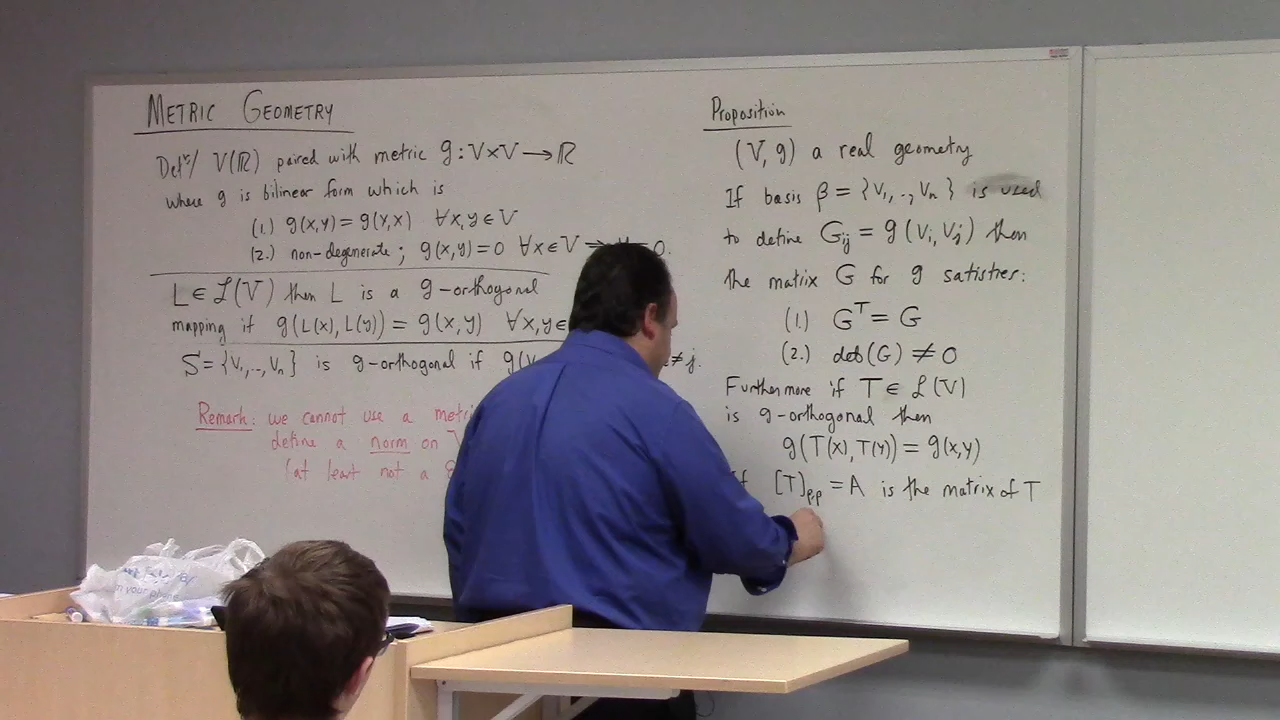 METRIC GEOMETRY
Defⁿ/ V(ℝ) paired with metric g : V×V → ℝ
where g is bilinear form which is
(1.) g(x,y) = g(y,x) ∀x,y ∈ V
(2.) non-degenerate ; g(x,y) = 0 ∀x ∈ V ⇒ = 0.
L ∈ ℒ(V) then L is a g-orthogonal
mapping if g(L(x), L(y)) = g(x,y) ∀x,y ∈
S = {v₁,..,vₙ} is g-orthogonal if g(v ≠ j.
Remark: we cannot use a
define a norm on
(at least not a
Proposition
(V, g) a real geometry
If basis β = {v₁,..,vₙ} is used
to define Gᵢⱼ = g(vᵢ,vⱼ) then
the matrix G for g satisfies:
(1.) Gᵀ = G
(2.) det(G) ≠ 0
Furthermore if T ∈ ℒ(V)
is g-orthogonal then
g(T(x),T(y)) = g(x,y)
[T]ᵦᵦ = A is the matrix of T